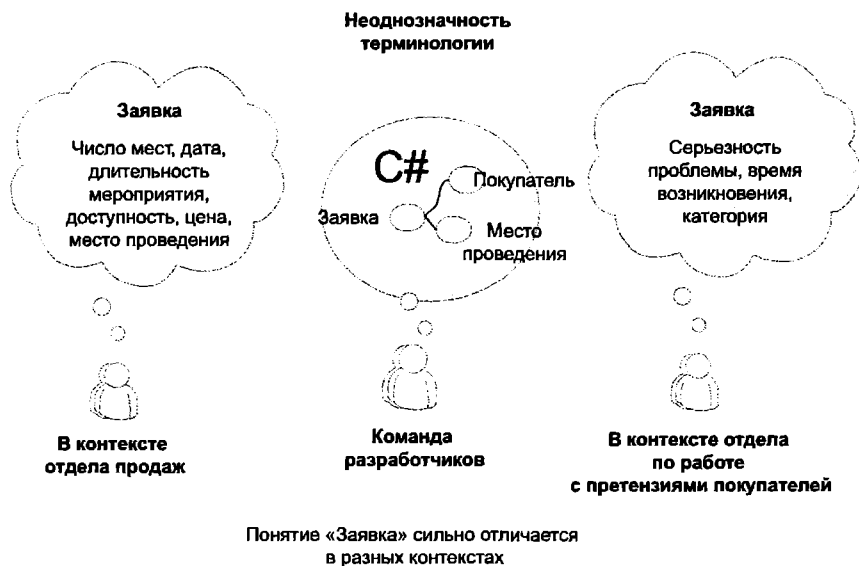 Неоднозначность
терминологии
Заявка
Число мест, дата,
длительность
мероприятия,
доступность, цена,
место проведения
C#
Покупатель
Заявка
Место
проведения
Заявка
Серьезность
проблемы, время
возникновения,
категория
В контексте
отдела продаж
Команда
разработчиков
В контексте отдела
по работе
с претензиями покупателей
Понятие «Заявка» сильно отличается
в разных контекстах